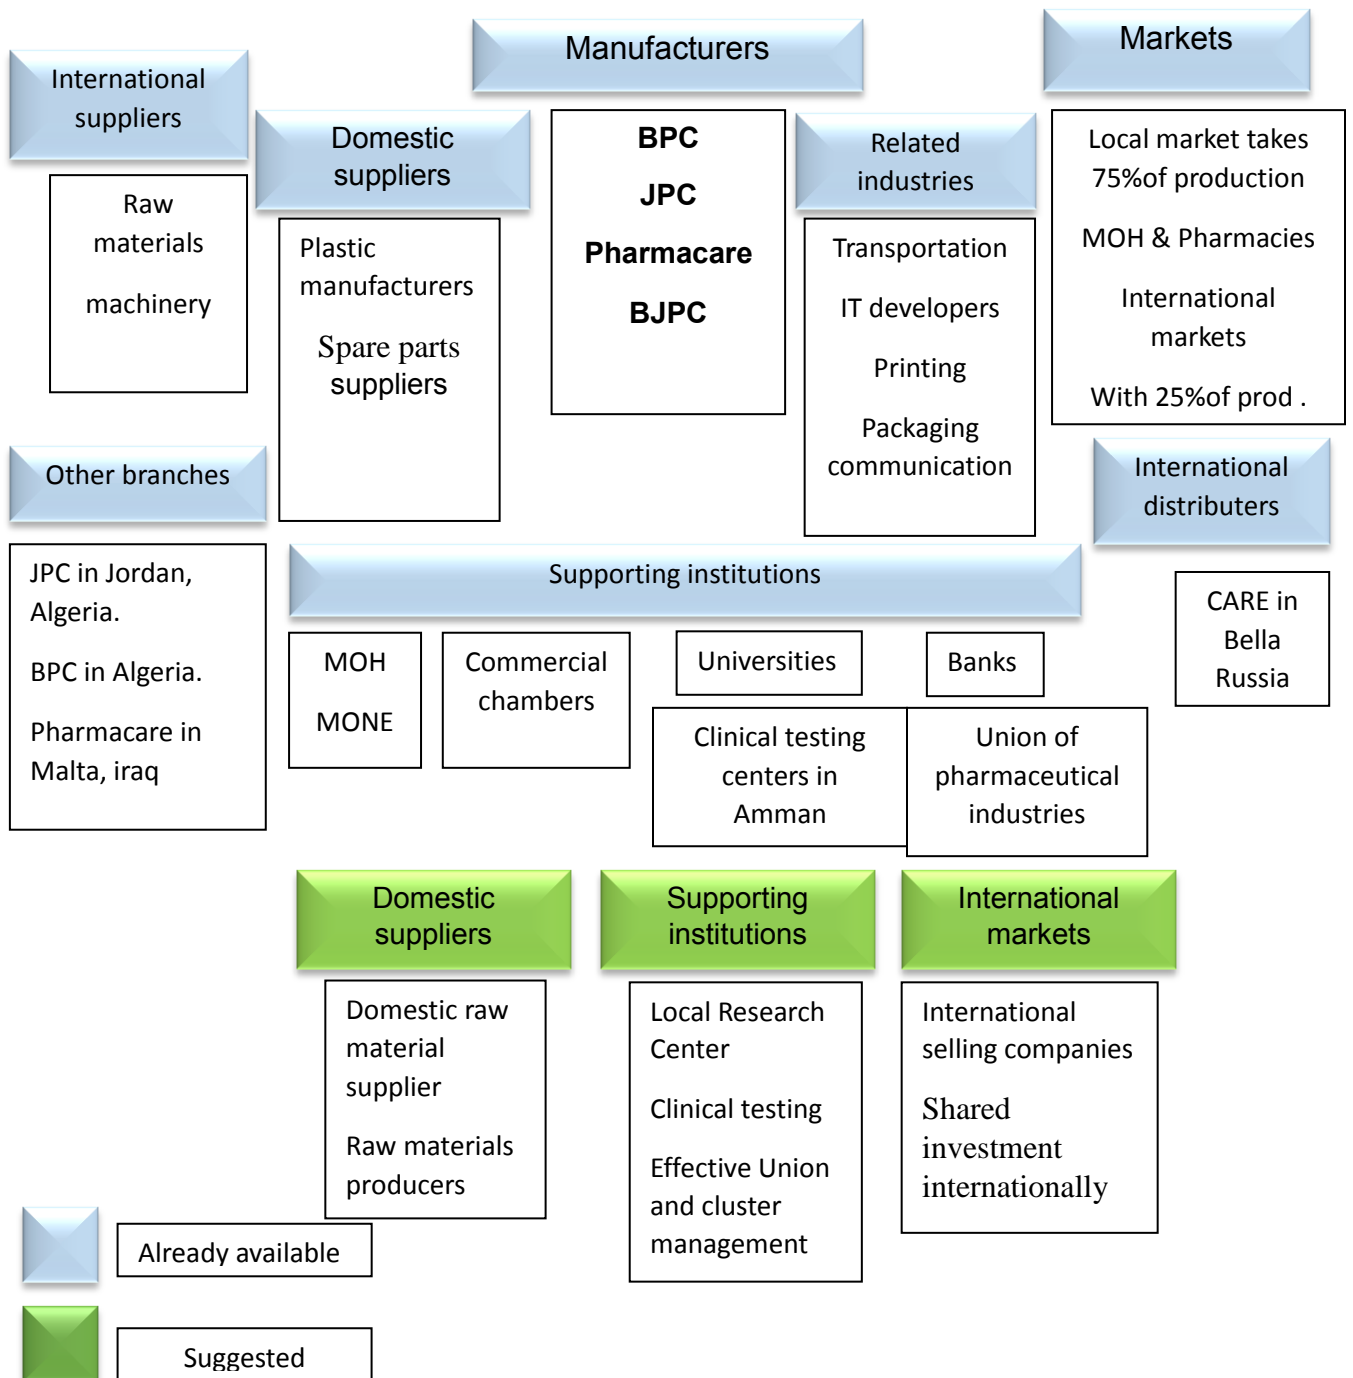 International
suppliers
Raw
materials
machinery
Domestic
suppliers
Plastic
manufacturers
Spare parts
suppliers
Manufacturers
BPC
JPC
Pharmacare
BJPC
Related
industries
Transportation
IT developers
Printing
Packaging
communication
Markets
Local market takes
75%of production
MOH & Pharmacies
International
markets
With 25%of prod .
Other branches
JPC in Jordan,
Algeria.
BPC in Algeria.
Pharmacare in
Malta, iraq
Supporting institutions
MOH
MONE
Commercial
chambers
Universities
Banks
Clinical testing
centers in
Amman
Union of
pharmaceutical
industries
International
distributers
CARE in
Bella
Russia
Domestic
suppliers
Domestic raw
material
supplier
Raw materials
producers
Supporting
institutions
Local Research
Center
Clinical testing
Effective Union
and cluster
management
International
markets
International
selling companies
Shared
investment
internationally
Already available
Suggested